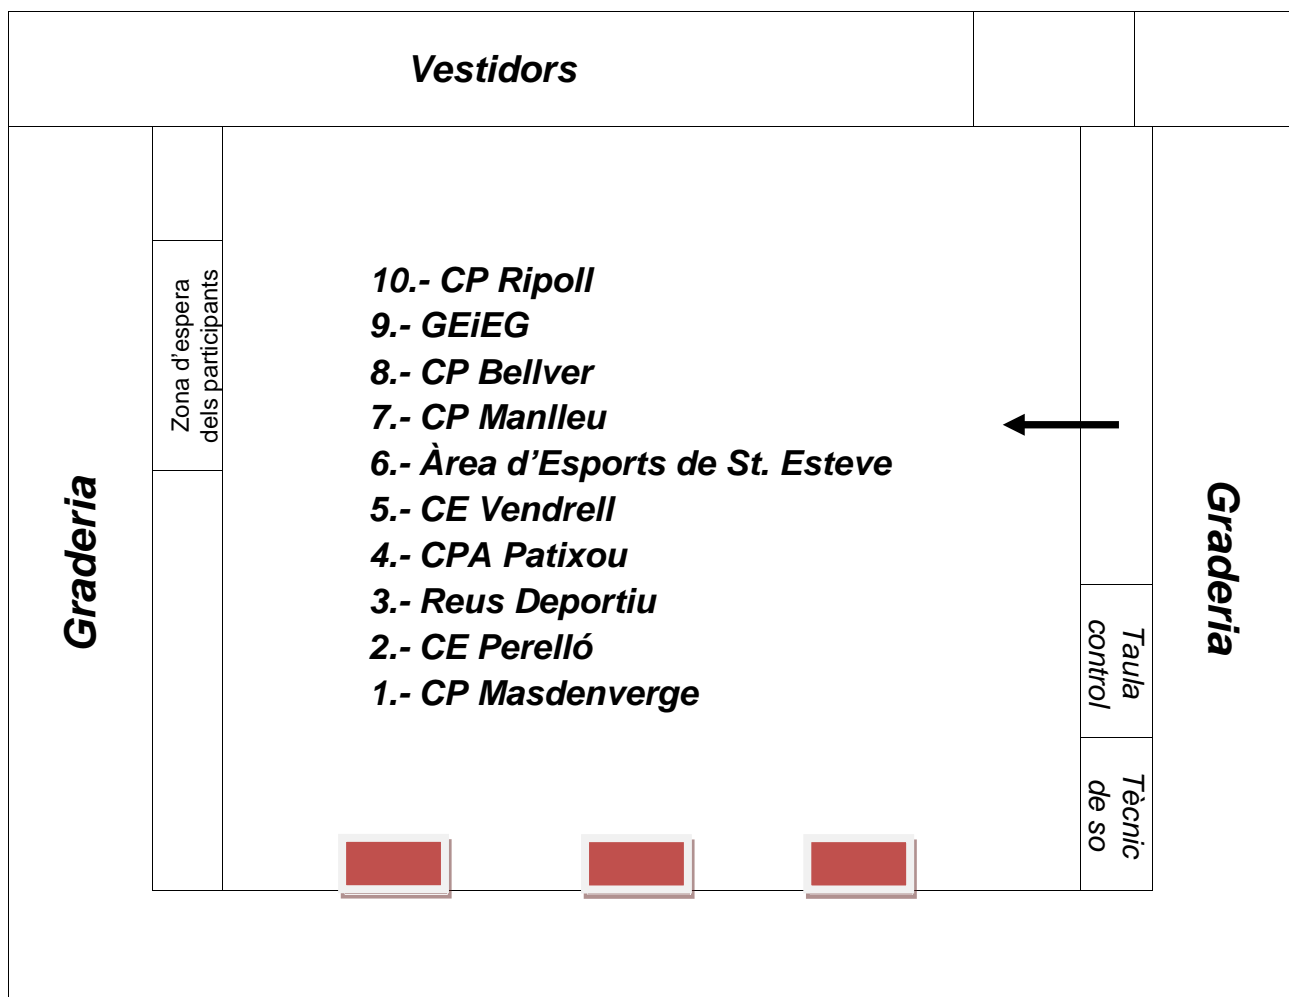 Vestidors
Zona d'espera
dels participants
Graderia
10.- CP Ripoll
9.- GEiEG
8.- CP Bellver
7.- CP Manlleu
6.- Àrea d'Esports de St. Esteve
5.- CE Vendrell
4.- CPA Patixou
3.- Reus Deportiu
2.- CE Perelló
1.- CP Masdenverge
Graderia
Taula
control
Tècnic
de so